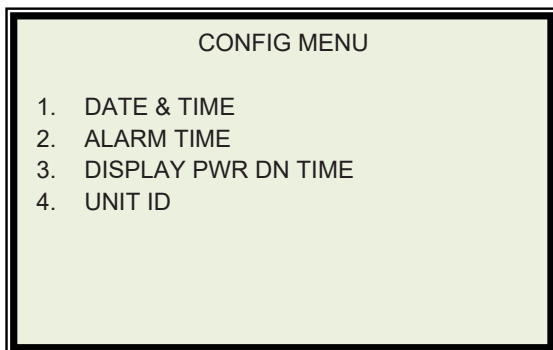 CONFIG MENU
1. DATE & TIME
2. ALARM TIME
3. DISPLAY PWR DN TIME
4. UNIT ID